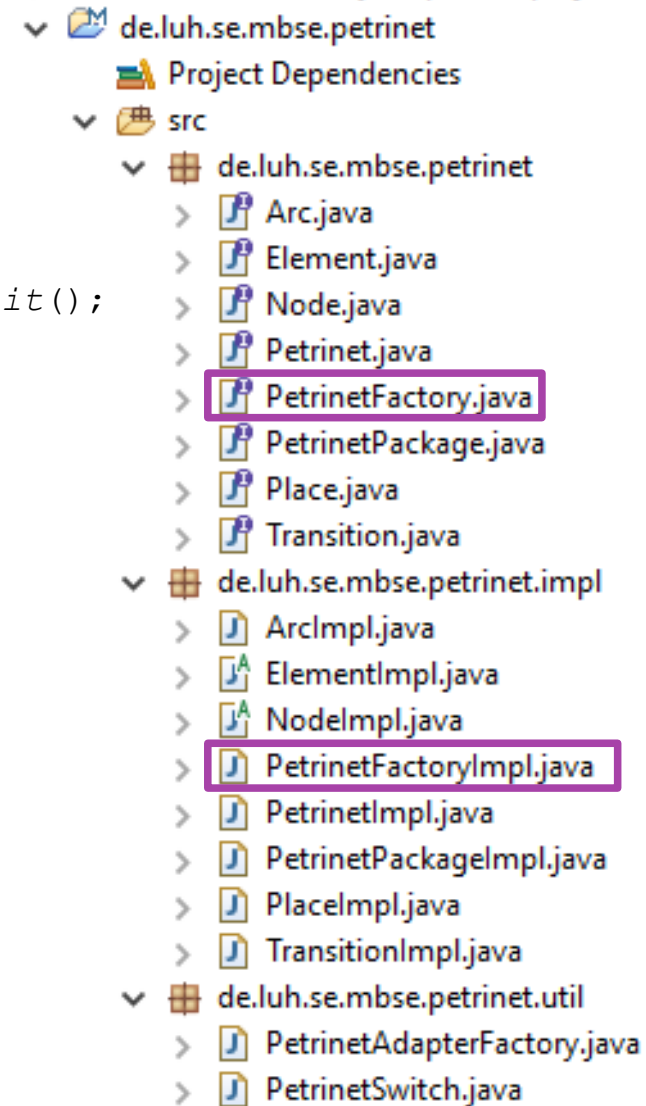 de.luh.se.mbse.petrinet
Project Dependencies
src
de.luh.se.mbse.petrinet
Arc.java
Element.java
it();
Node.java
Petrinet.java
PetrinetFactory.java
PetrinetPackage.java
Place.java
Transition.java
de.luh.se.mbse.petrinet.impl
ArcImpl.java
ElementImpl.java
NodeImpl.java
PetrinetFactoryImpl.java
PetrinetImpl.java
PetrinetPackageImpl.java
PlaceImpl.java
TransitionImpl.java
de.luh.se.mbse.petrinet.util
PetrinetAdapterFactory.java
PetrinetSwitch.java